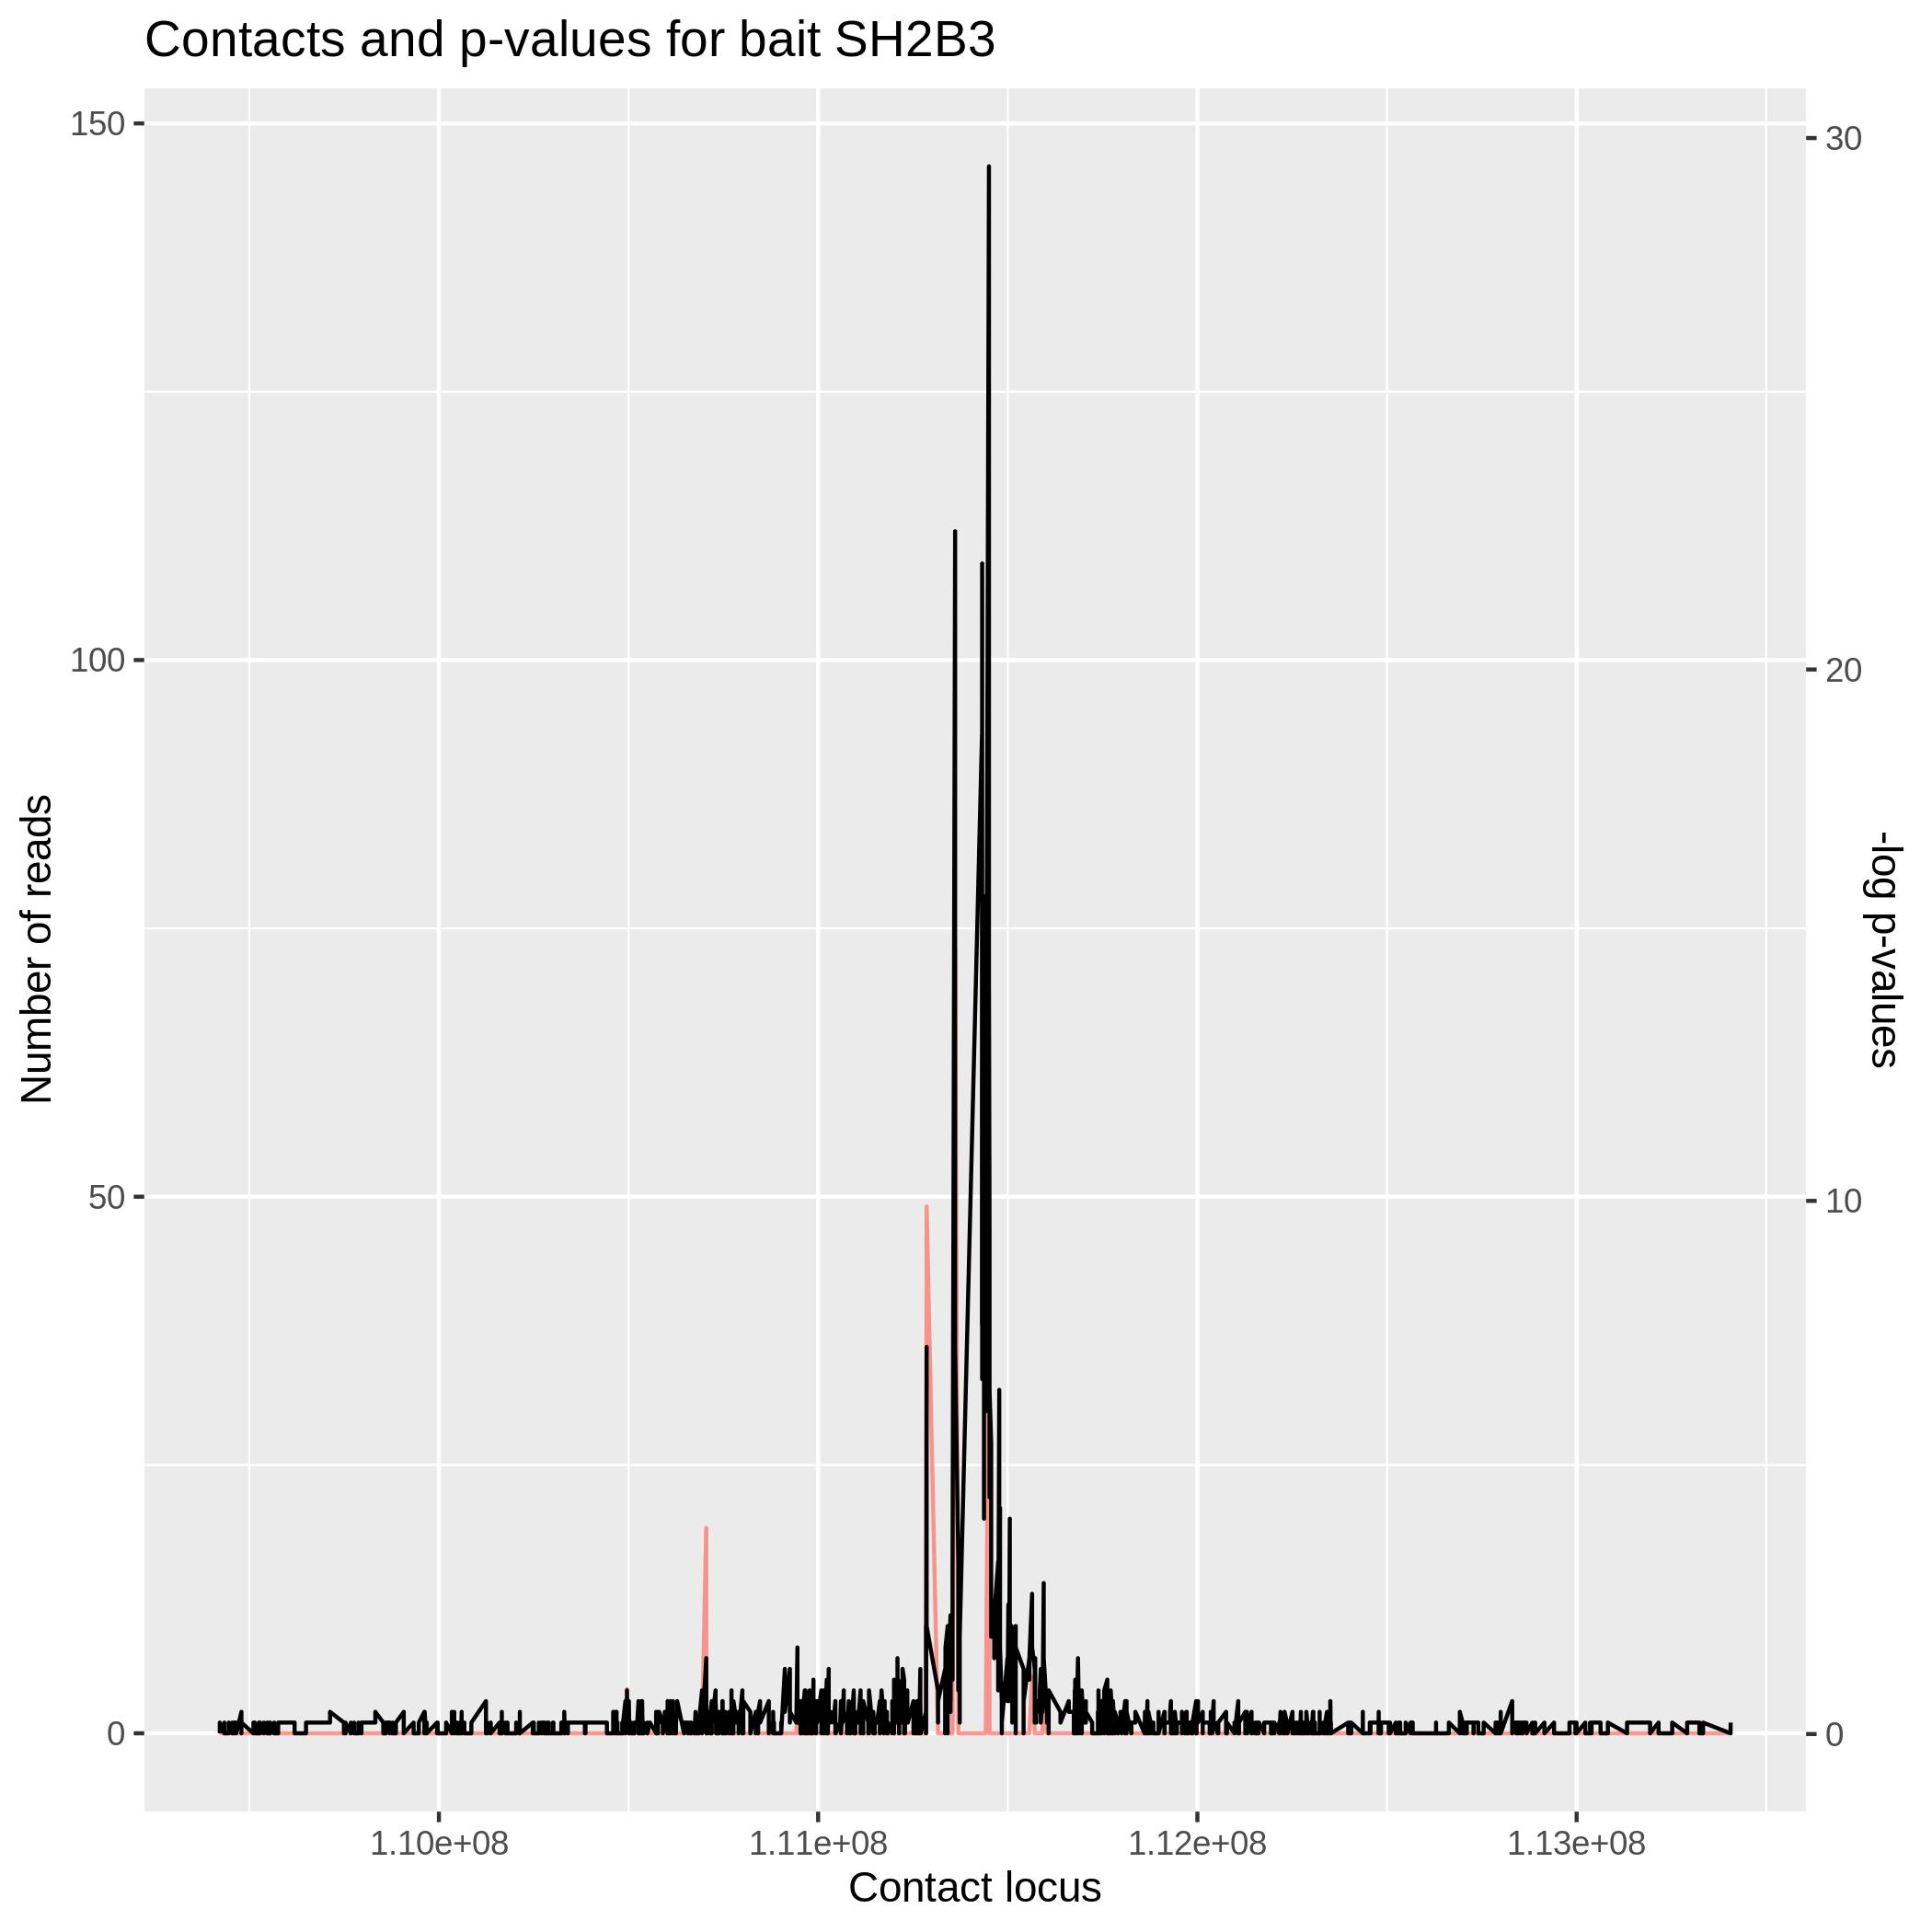 Contacts and p-values for bait SH2B3
150
100
50
0
Number of reads
30
20
10
0
-log p-values
1.10e+08
1.11e+08
1.12e+08
1.13e+08
Contact locus